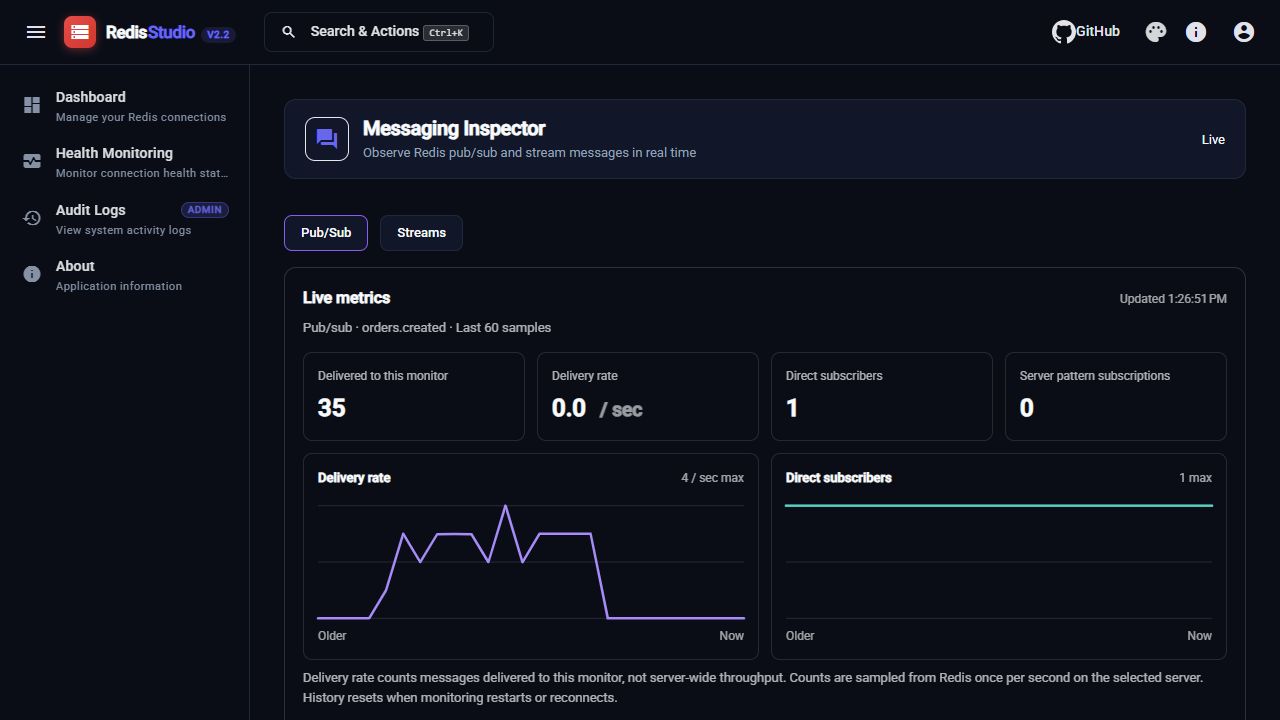 RedisStudio V2.2
Search & Actions Ctrl+K
GitHub
Dashboard
Manage your Redis connections
Health Monitoring
Monitor connection health stat…
Audit Logs ADMIN
View system activity logs
About
Application information
Messaging Inspector
Observe Redis pub/sub and stream messages in real time
Live
Pub/Sub
Streams
Live metrics
Updated 1:26:51 PM
Pub/sub · orders.created · Last 60 samples
Delivered to this monitor
35
Delivery rate
0.0 / sec
Direct subscribers
1
Server pattern subscriptions
0
Delivery rate
4 / sec max
Older
Now
Direct subscribers
1 max
Older
Now
Delivery rate counts messages delivered to this monitor, not server-wide throughput. Counts are sampled from Redis once per second on the selected server.
History resets when monitoring restarts or reconnects.